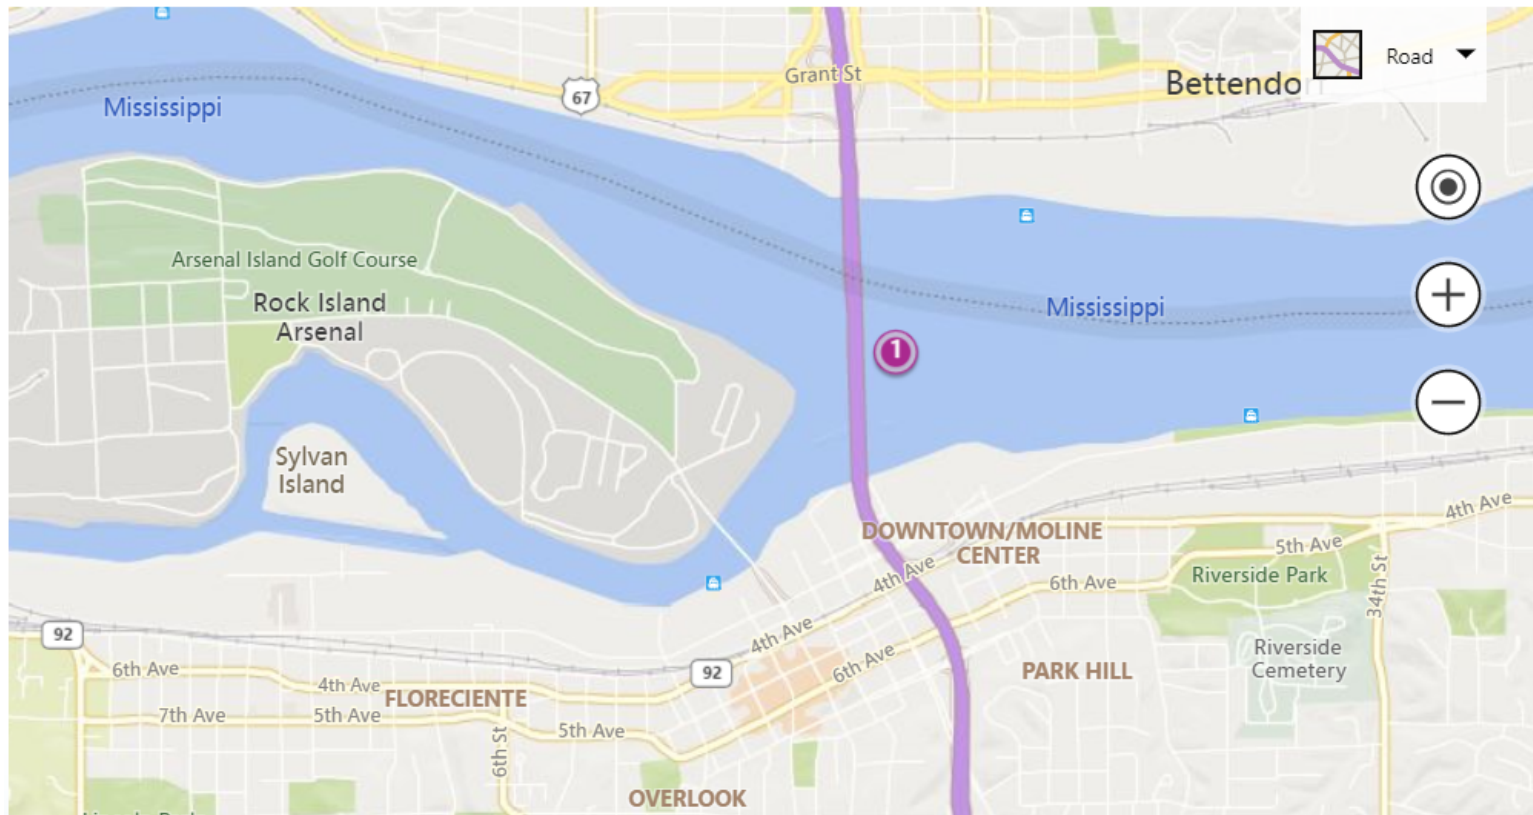 Grant St
Road
Bettendo
67
Mississippi
Arsenal Island Golf Course
Rock Island
Arsenal
Mississippi
1
Sylvan
Island
DOWNTOWN/MOLINE
CENTER
4th Ave
4th Ave
5th Ave
Riverside Park
6th Ave
34th St
92
4th Ave
Riverside
Cemetery
6th Ave
92
6th Ave
PARK HILL
4th Ave
FLORECIENTE
7th Ave
5th Ave
5th Ave
6th St
OVERLOOK